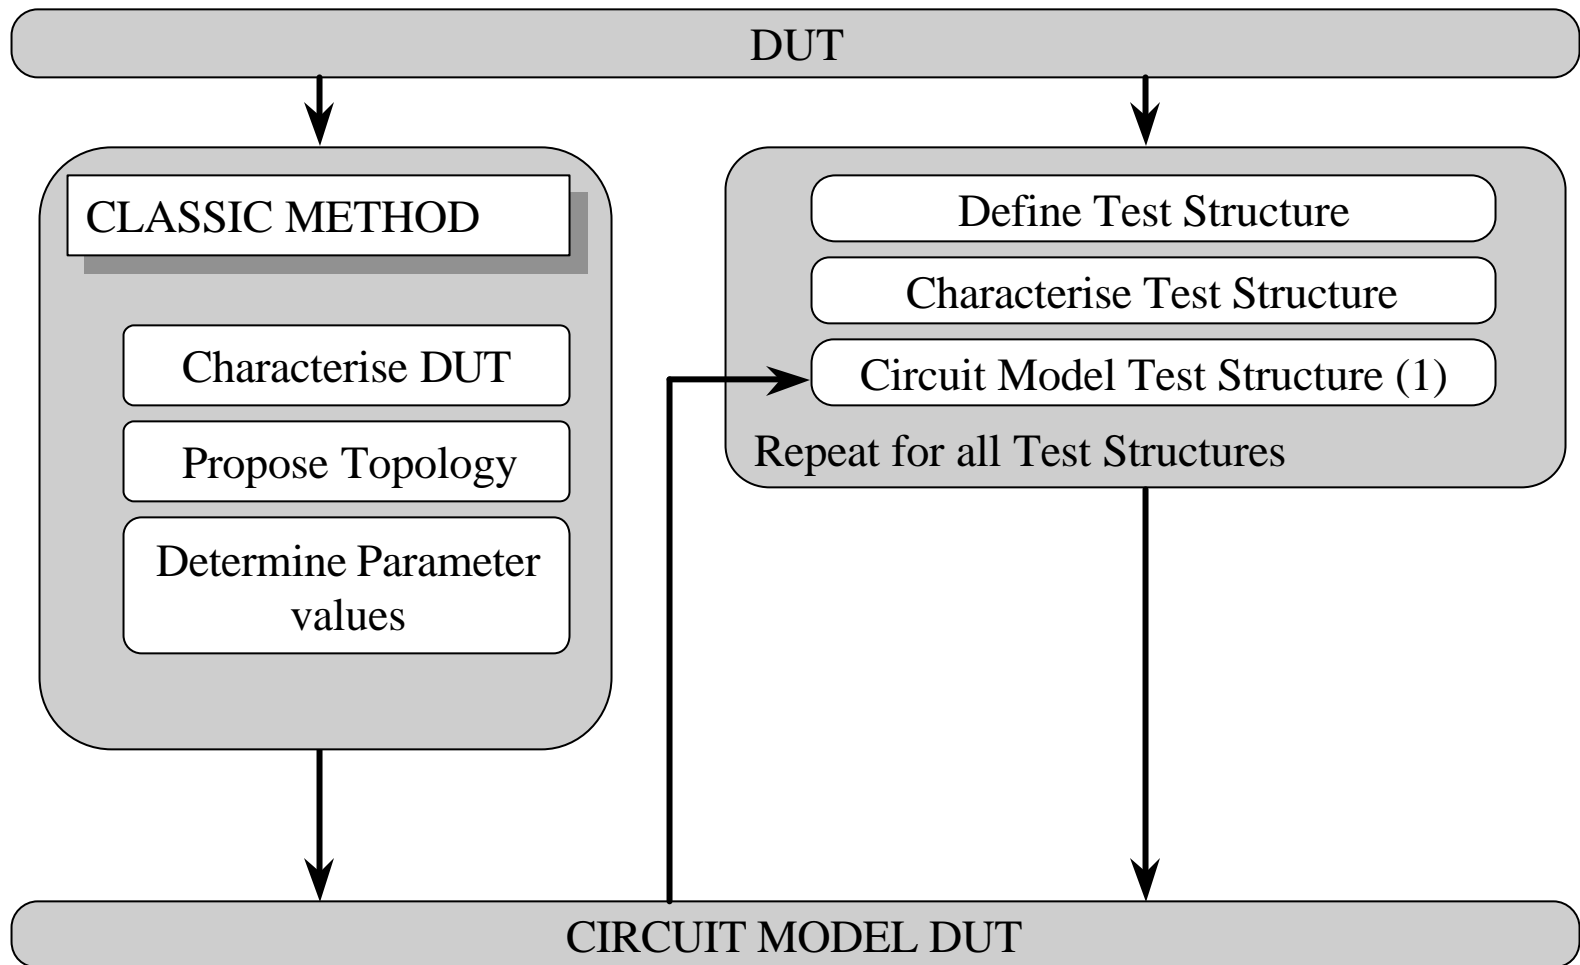 DUT
CLASSIC METHOD
Characterise DUT
Propose Topology
Determine Parameter
values
Define Test Structure
Characterise Test Structure
Circuit Model Test Structure (1)
Repeat for all Test Structures
CIRCUIT MODEL DUT